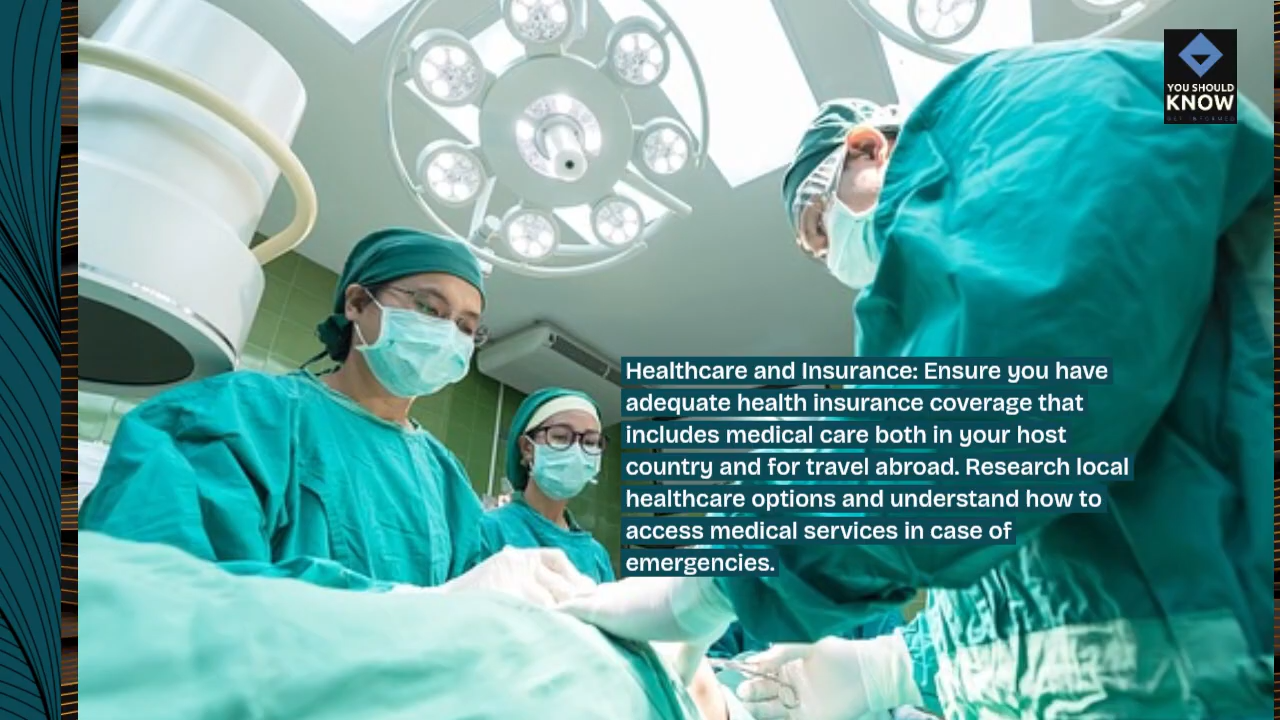 YOU SHOULD
KNOW
GET INFORMED
Healthcare and Insurance: Ensure you have
adequate health insurance coverage that
includes medical care both in your host
country and for travel abroad. Research local
healthcare options and understand how to
access medical services in case of
emergencies.